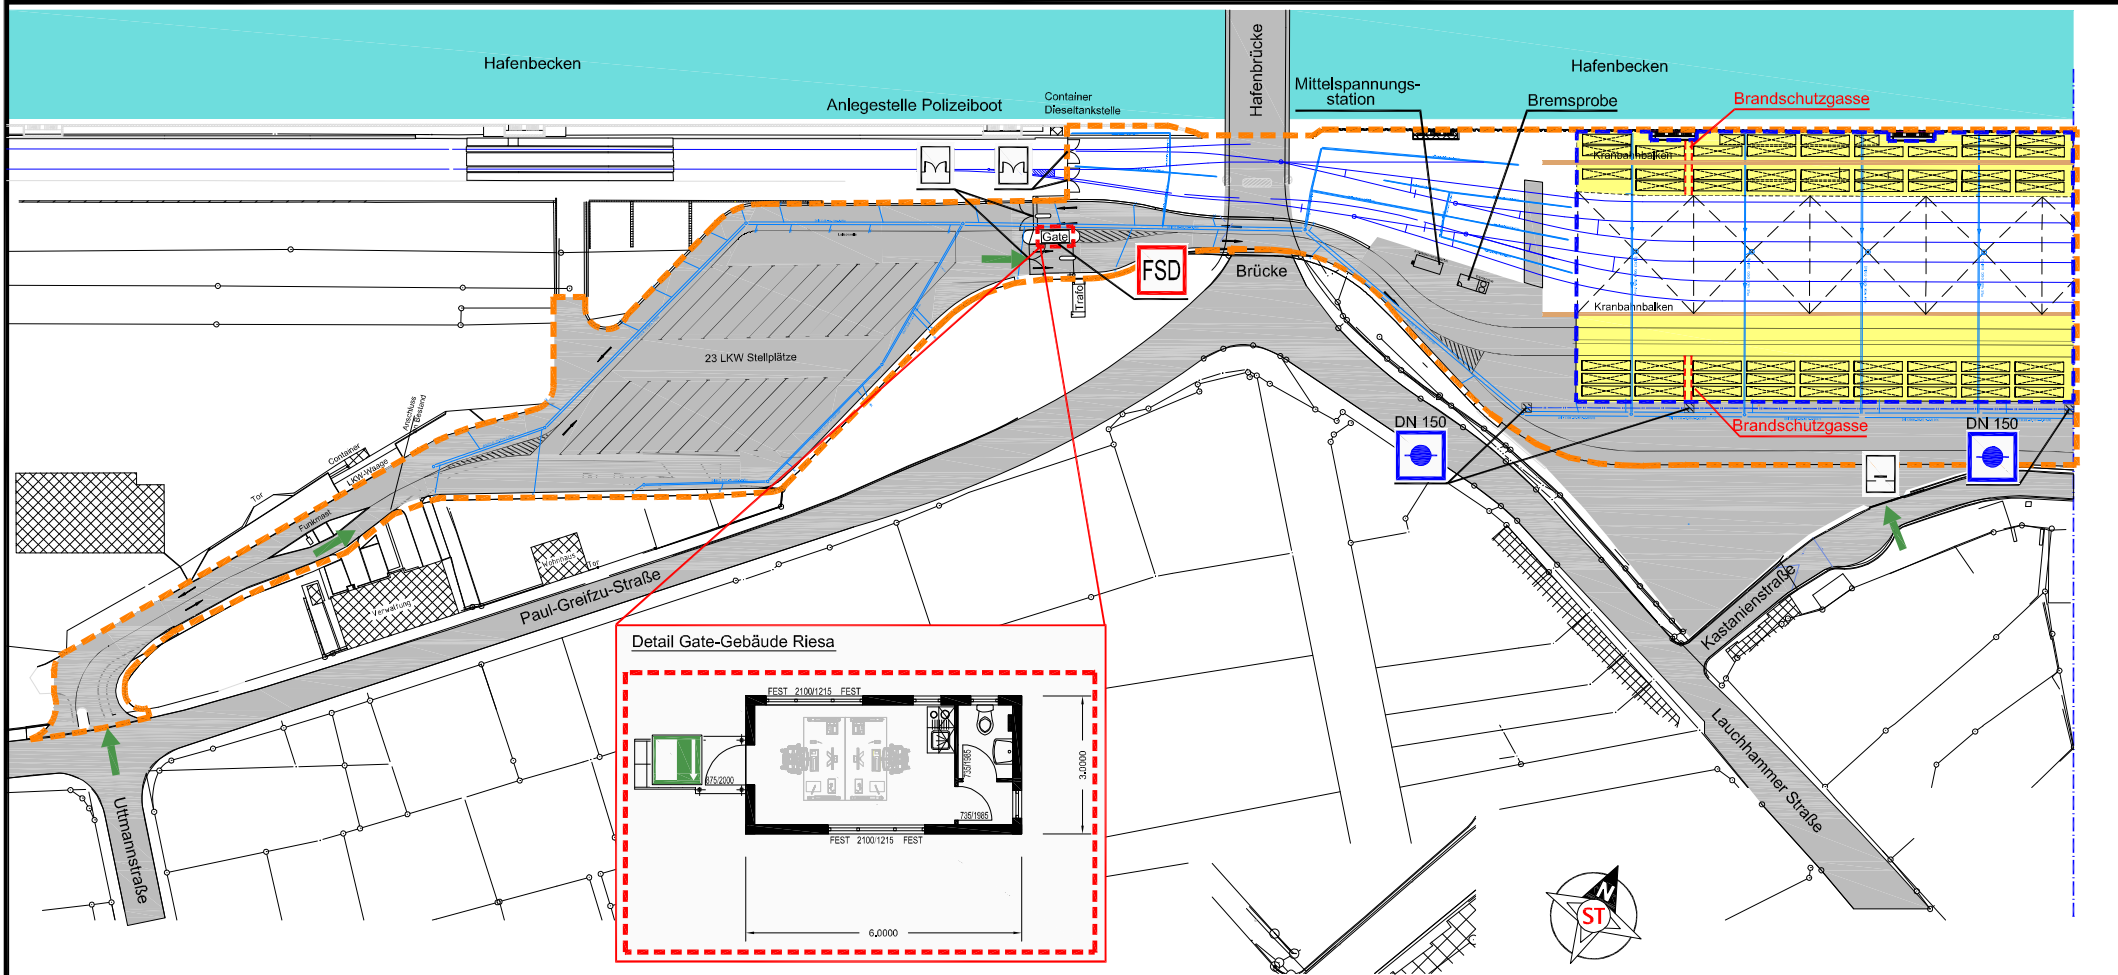 Hafenbecken
Hafenbrücke
Hafenbecken
Anlegestelle Polizeiboot
Container
Dieseltankstelle
Mittelspannungs-
station
Bremsprobe
Brandschutzgasse
Kranbahnbalken
Gate
FSD
Brücke
Trafo
Kranbahnbalken
23 LKW Stellplätze
Anschluss
an Bestand
Container
LKW-Waage
Tor
Funkmast
DN 150
Brandschutzgasse
DN 150
Wohnhaus
Tor
Verwaltung
Paul-Greifzu-Straße
Kastanienstraße
Lauchhammer Straße
Uttmannstraße
Detail Gate-Gebäude Riesa
FEST 2100/1215 FEST
875/2000
735/1985
735/1985
3.0000
FEST 2100/1215 FEST
6.0000
N
ST